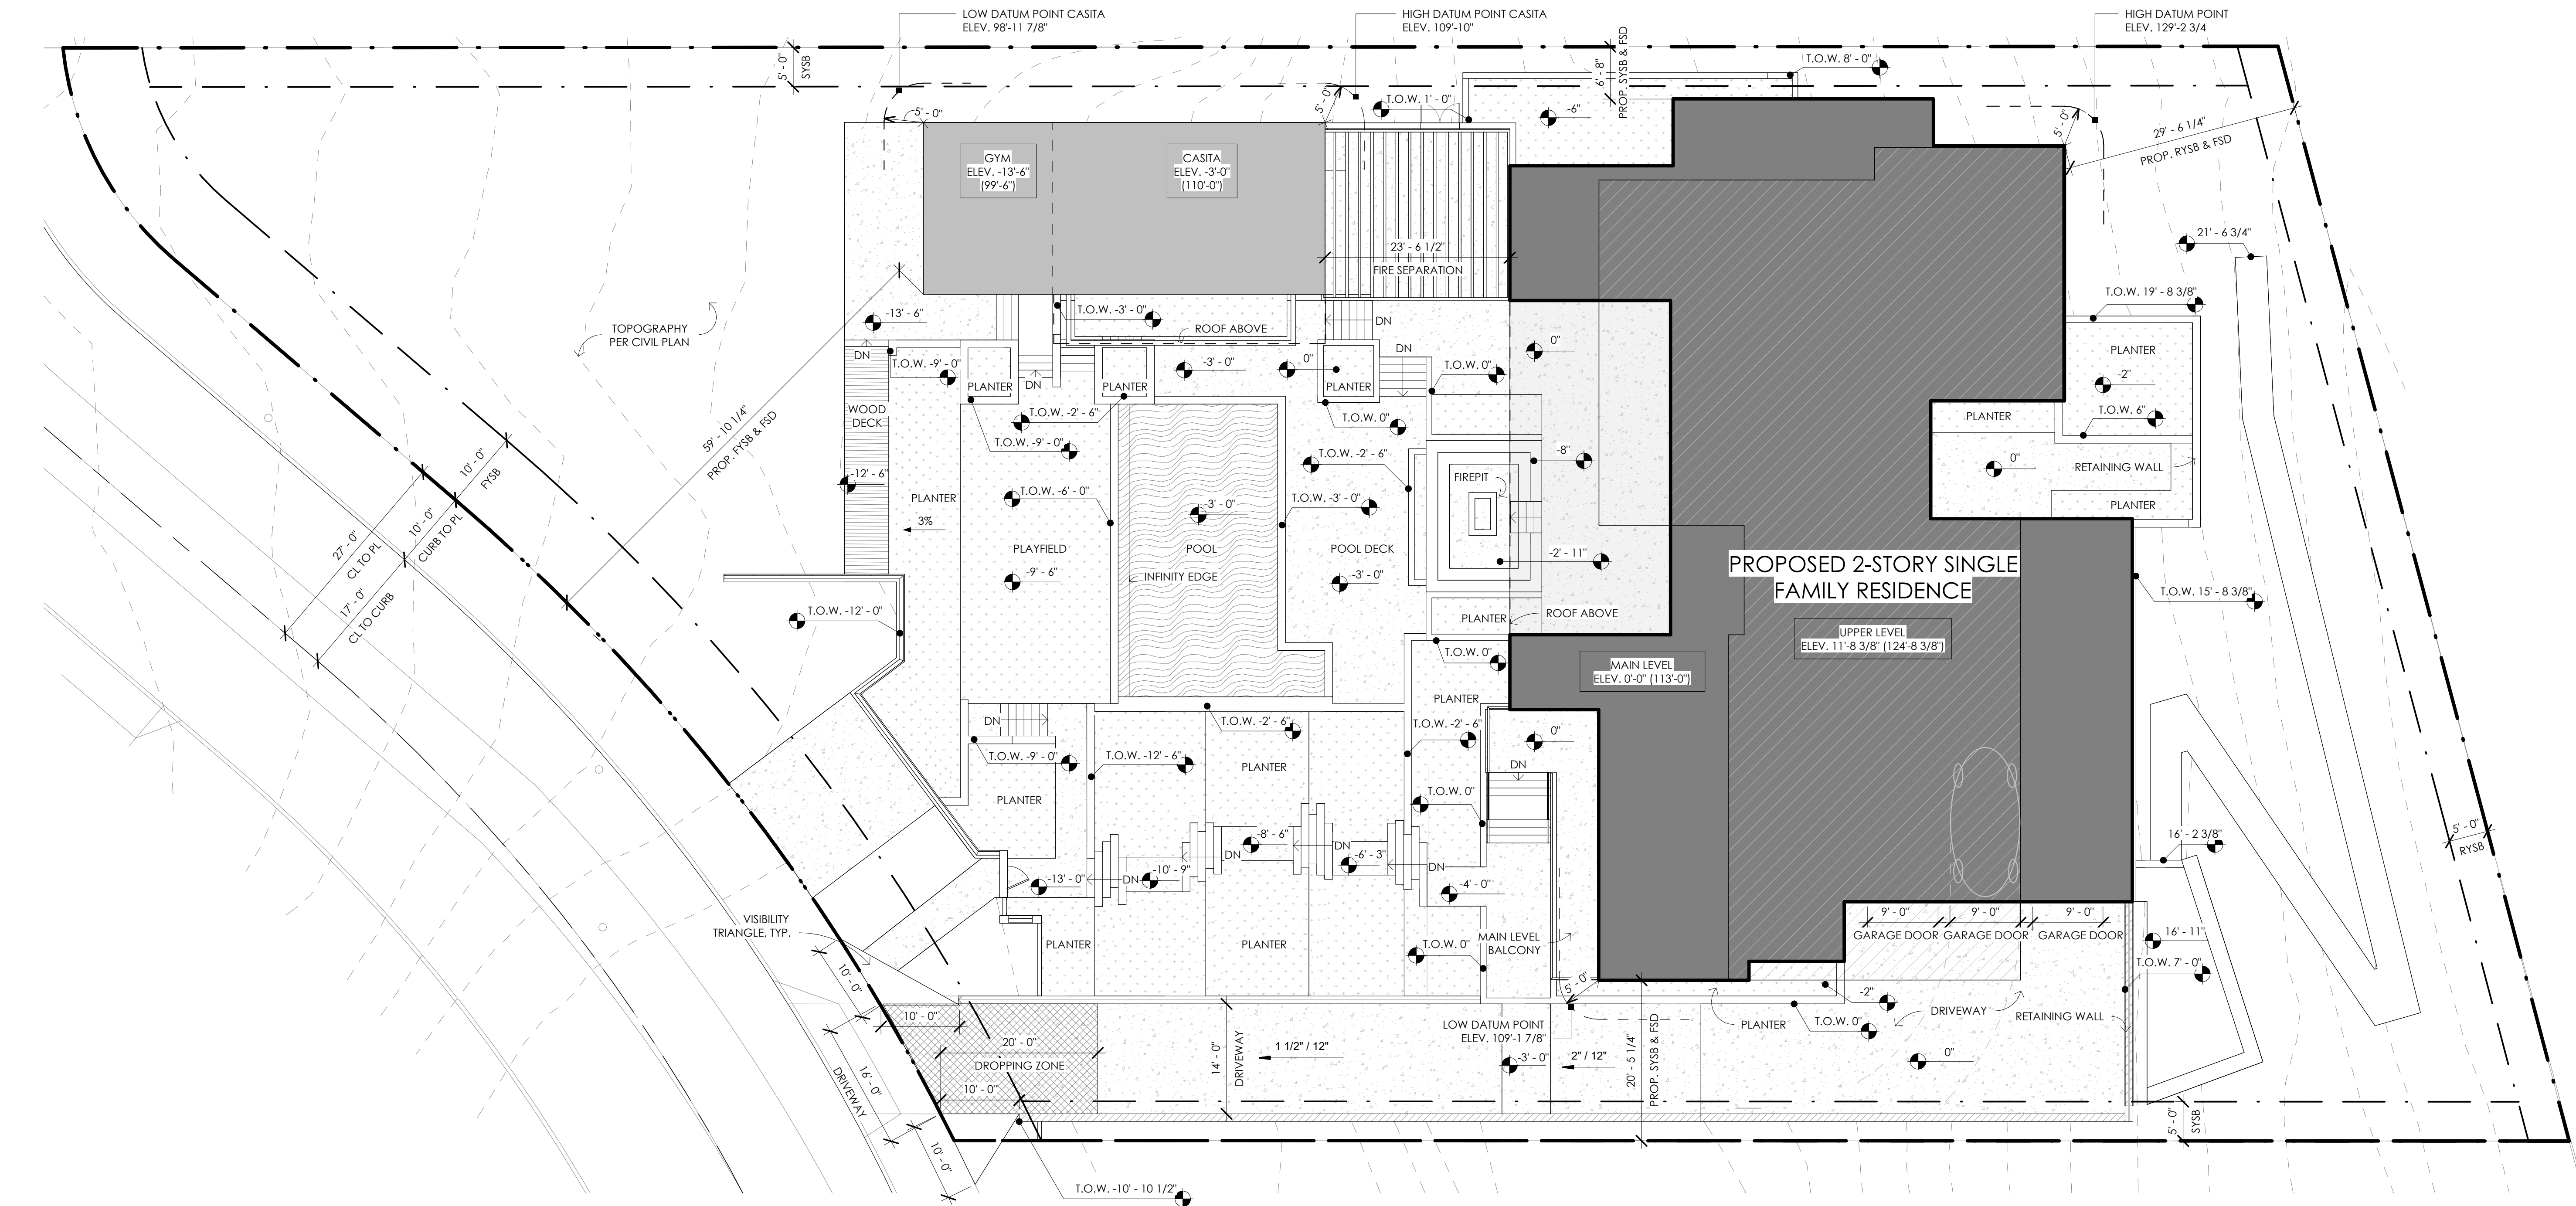 LOW DATUM POINT CASITA
ELEV. 98'-11 7/8"
HIGH DATUM POINT CASITA
ELEV. 109'-10"
HIGH DATUM POINT
ELEV. 129'-2 3/4
5' - 0"
SYSB
6' - 8"
PROP. SYSB & FSD
T.O.W. 8' - 0"
T.O.W. 1' - 0"
-6"
5' - 0"
5' - 0"
5' - 0"
29' - 6 1/4"
PROP. RYSB & FSD
GYM
ELEV. -13'-6"
(99'-6")
CASITA
ELEV. -3'-0"
(110'-0")
23' - 6 1/2"
FIRE SEPARATION
21' - 6 3/4"
T.O.W. 19' - 8 3/8"
TOPOGRAPHY
PER CIVIL PLAN
-13' - 6"
T.O.W. -3' - 0"
ROOF ABOVE
DN
DN
DN
DN
0"
T.O.W. -9' - 0"
-3' - 0"
0"
T.O.W. 0"
PLANTER
PLANTER
PLANTER
PLANTER
-2"
WOOD
DECK
T.O.W. -2' - 6"
T.O.W. -9' - 0"
T.O.W. 0"
T.O.W. 6"
PLANTER
59' - 10 1/4"
PROP. FYSB & FSD
10' - 0"
FYSB
27' - 0"
CL TO PL
10' - 0"
CURB TO PL
17' - 0"
CL TO CURB
-12' - 6"
PLANTER
3%
T.O.W. -6' - 0"
-3' - 0"
T.O.W. -2' - 6"
T.O.W. -3' - 0"
FIREPIT
-8"
0"
RETAINING WALL
PLANTER
PLAYFIELD
-9' - 6"
POOL
INFINITY EDGE
POOL DECK
-3' - 0"
-2' - 11"
PROPOSED 2-STORY SINGLE
FAMILY RESIDENCE
T.O.W. 15' - 8 3/8"
T.O.W. -12' - 0"
PLANTER
ROOF ABOVE
UPPER LEVEL
ELEV. 11'-8 3/8" (124'-8 3/8")
MAIN LEVEL
ELEV. 0'-0" (113'-0")
T.O.W. 0"
PLANTER
DN
T.O.W. -2' - 6"
T.O.W. -2' - 6"
0"
T.O.W. -9' - 0"
T.O.W. -12' - 6"
PLANTER
DN
PLANTER
T.O.W. 0"
-8' - 6"
DN
DN
-6' - 3"
DN
-10' - 9"
DN
-13' - 0"
-4' - 0"
16' - 2 3/8"
5' - 0"
RYSB
VISIBILITY
TRIANGLE, TYP.
PLANTER
PLANTER
T.O.W. 0"
MAIN LEVEL
BALCONY
9' - 0"
9' - 0"
9' - 0"
GARAGE DOOR
GARAGE DOOR
GARAGE DOOR
16' - 11"
T.O.W. 7' - 0"
10' - 0"
10' - 0"
5' - 0"
-2"
20' - 0"
DROPPING ZONE
10' - 0"
14' - 0"
DRIVEWAY
1 1/2" / 12"
LOW DATUM POINT
ELEV. 109'-1 7/8"
-3' - 0"
2" / 12"
20' - 5 1/4"
PROP. SYSB & FSD
PLANTER
T.O.W. 0"
DRIVEWAY
RETAINING WALL
0"
16' - 0"
DRIVEWAY
10' - 0"
5' - 0"
SYSB
T.O.W. -10' - 10 1/2"